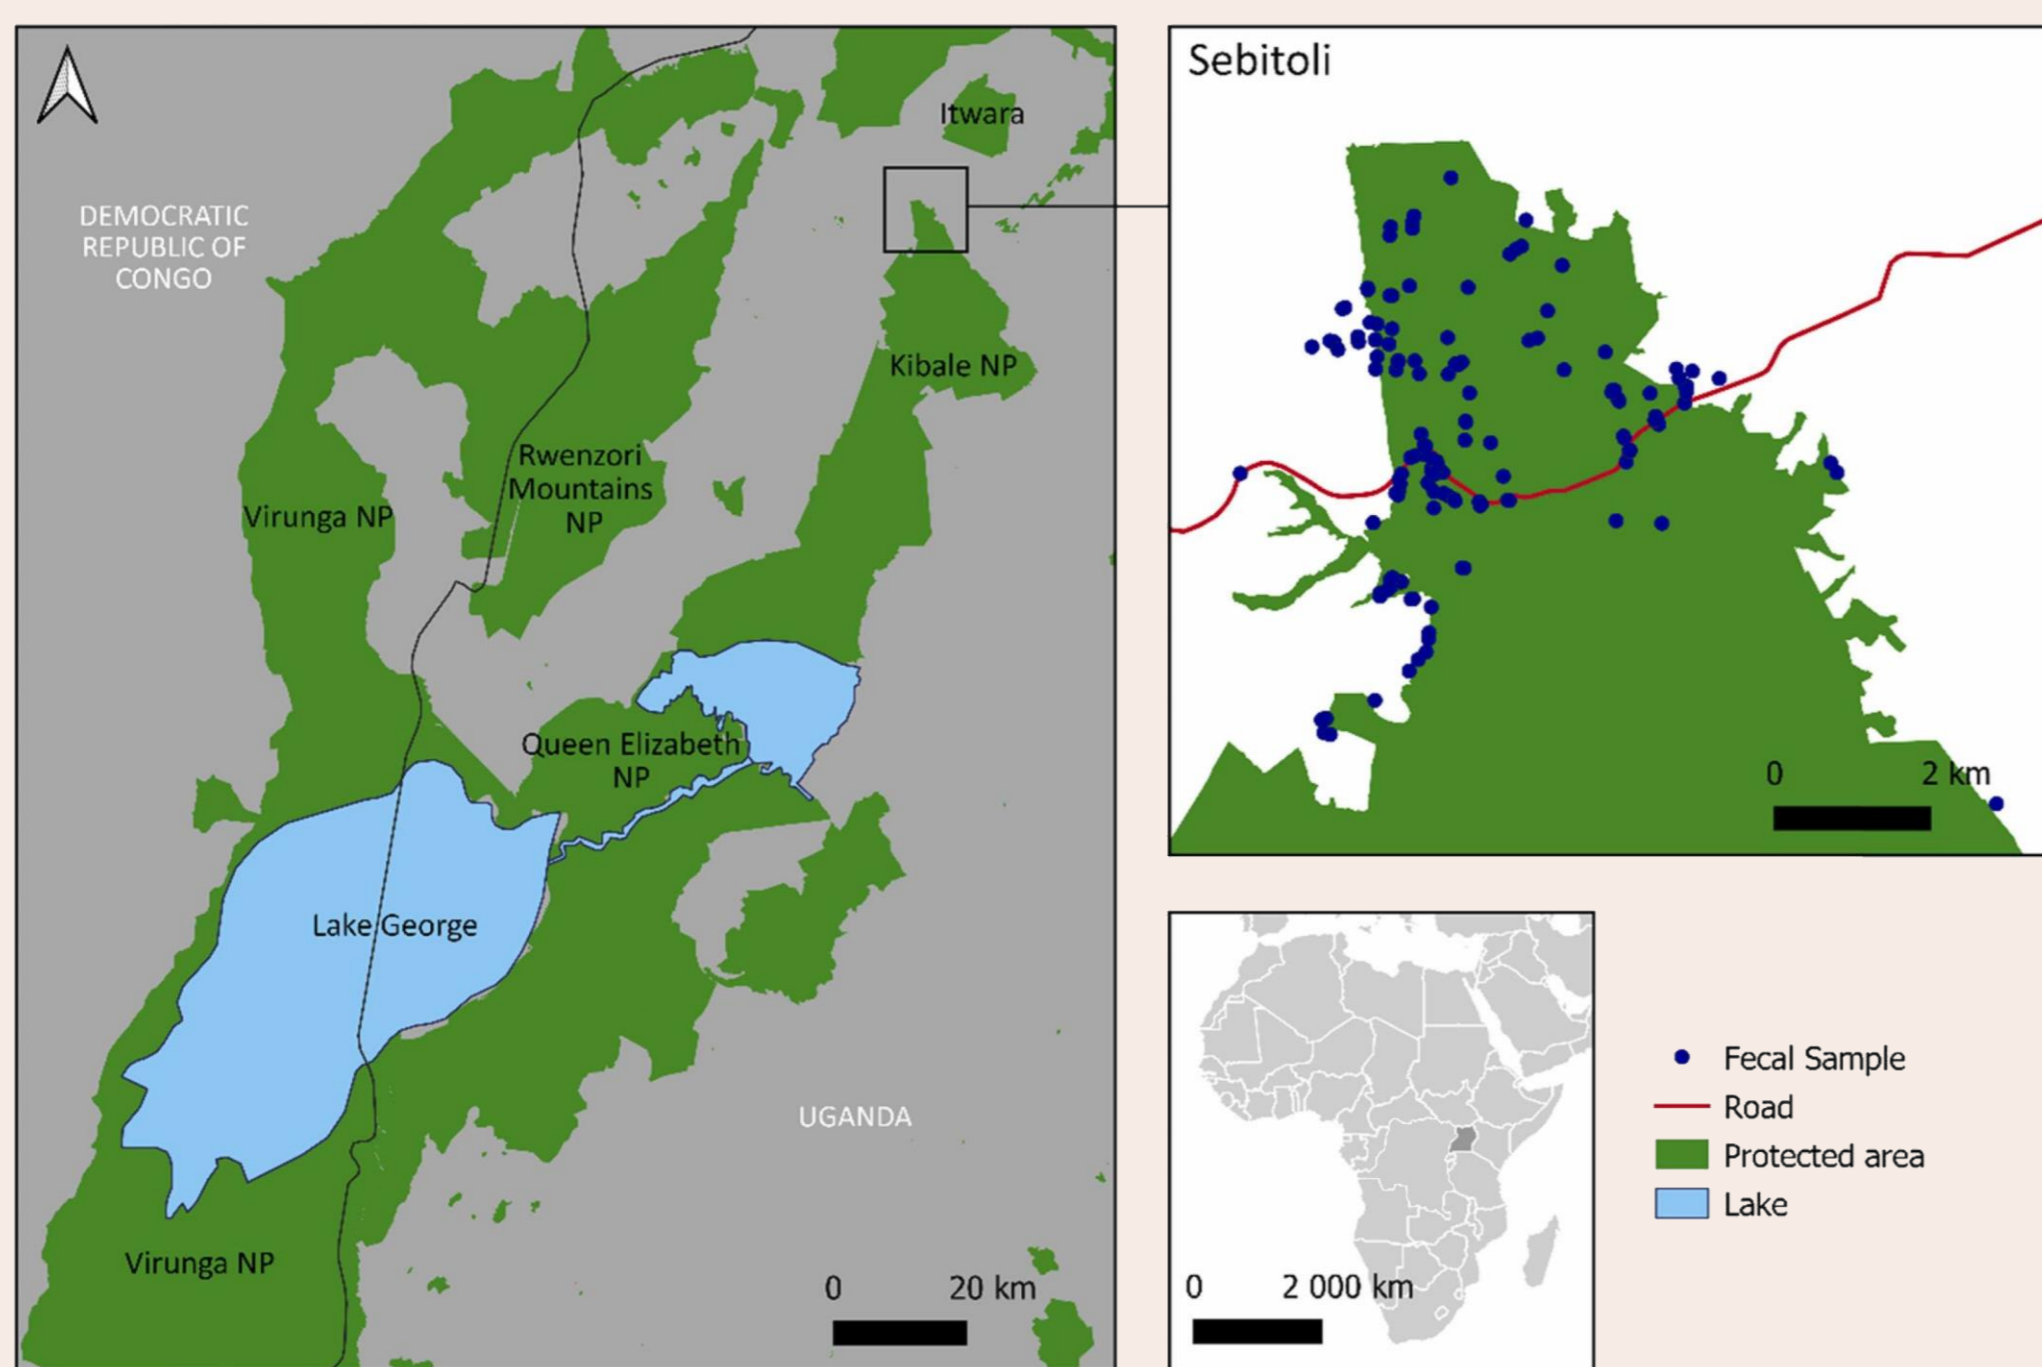 Itwara
DEMOCRATIC
REPUBLIC OF
CONGO
Kibale NP
Rwenzori
Mountains
NP
Virunga NP
Queen Elizabeth
NP
Lake George
UGANDA
Virunga NP
0 20 km
Sebitoli
0 2 km
0 2 000 km
Fecal Sample
Road
Protected area
Lake